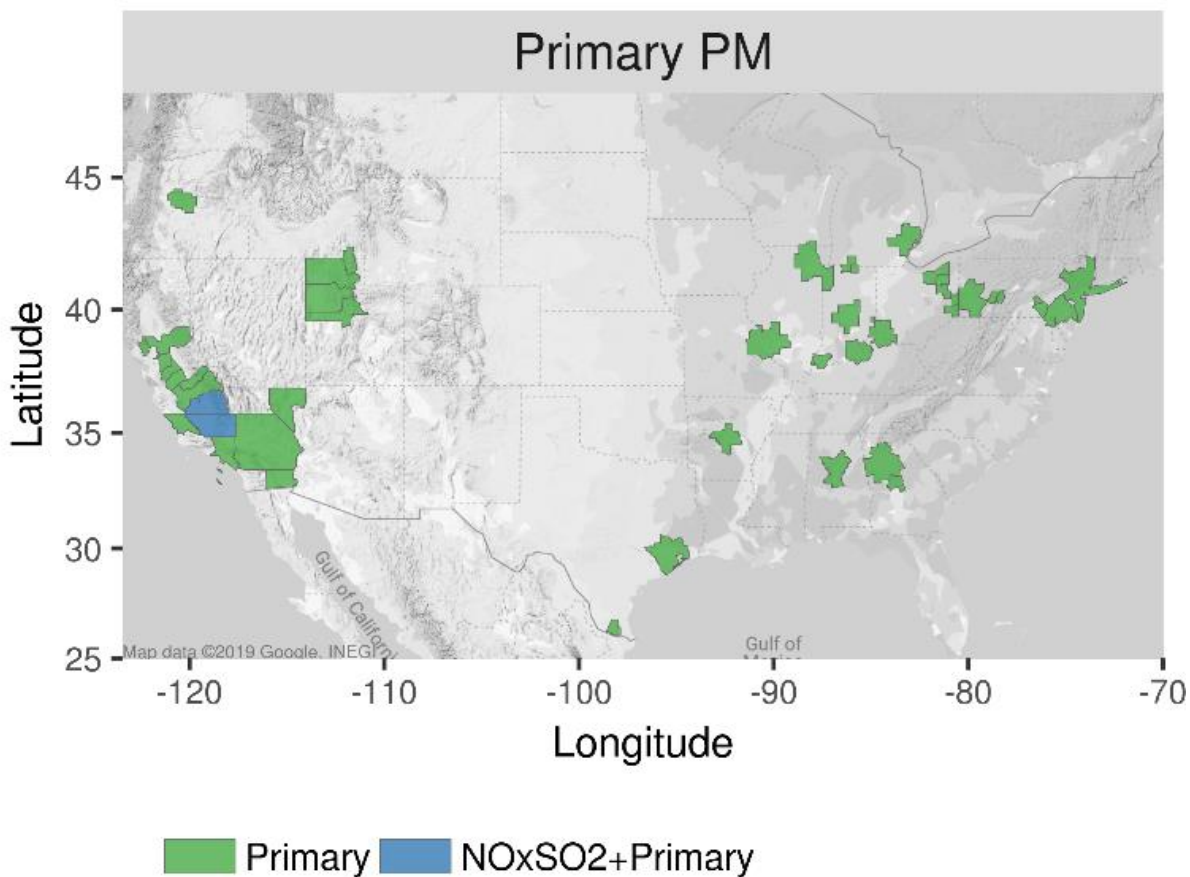 Primary PM
45
40
35
30
25
Latitude
Gulf of Californ
Gulf of
Map data ©2019 Google, INEGI
-120 -110 -100 -90 -80 -70
Longitude
Primary NOxSO2+Primary